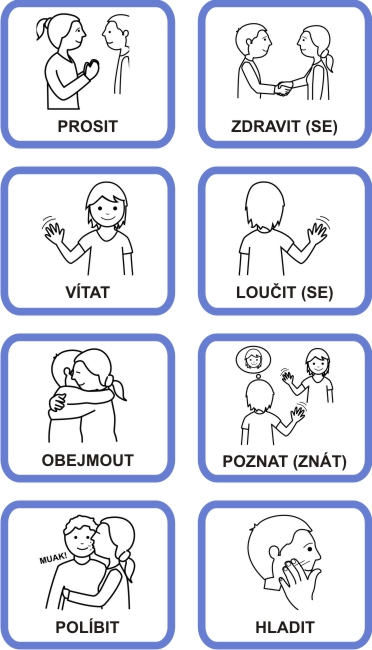 PROSIT
ZDRAVIT (SE)
VÍTAT
LOUČIT (SE)
OBEJMOUT
POZNAT (ZNÁT)
MUAK!
POLÍBIT
HLADIT